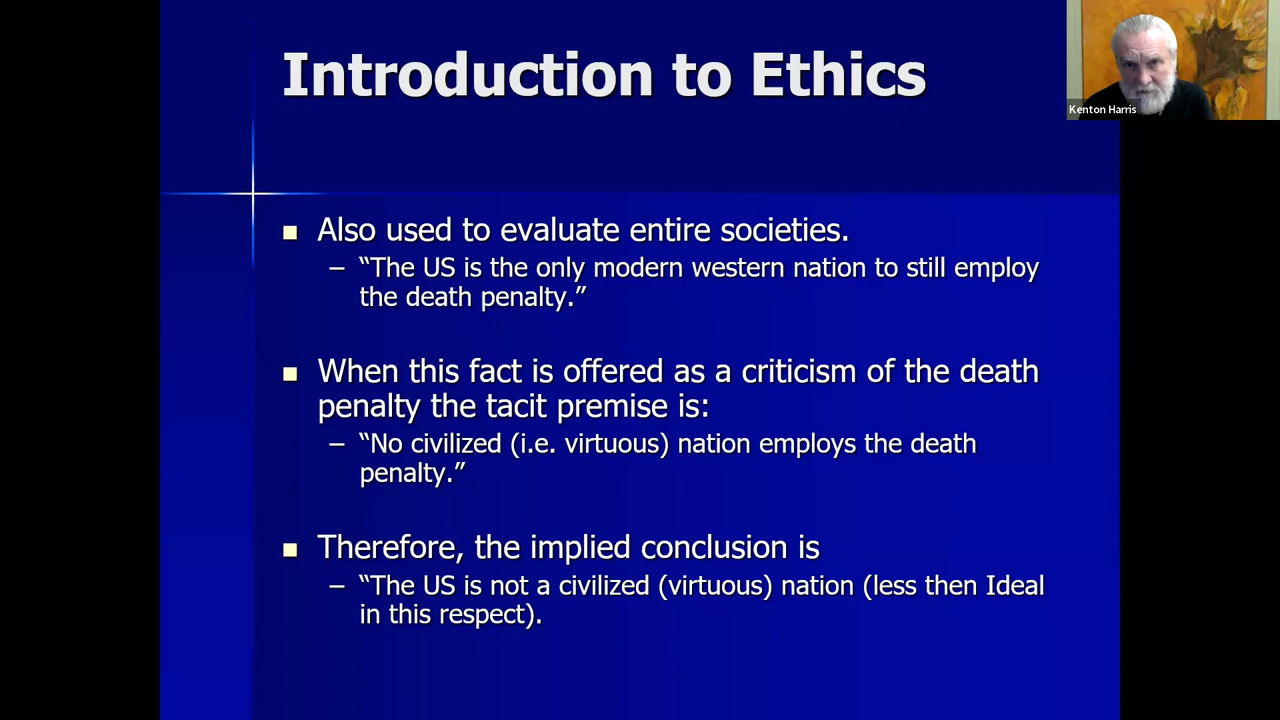 Introduction to Ethics
Kenton Harris
■ Also used to evaluate entire societies.
– “The US is the only modern western nation to still employ
the death penalty.”
■ When this fact is offered as a criticism of the death
penalty the tacit premise is:
– “No civilized (i.e. virtuous) nation employs the death
penalty.”
■ Therefore, the implied conclusion is
– “The US is not a civilized (virtuous) nation (less then Ideal
in this respect).